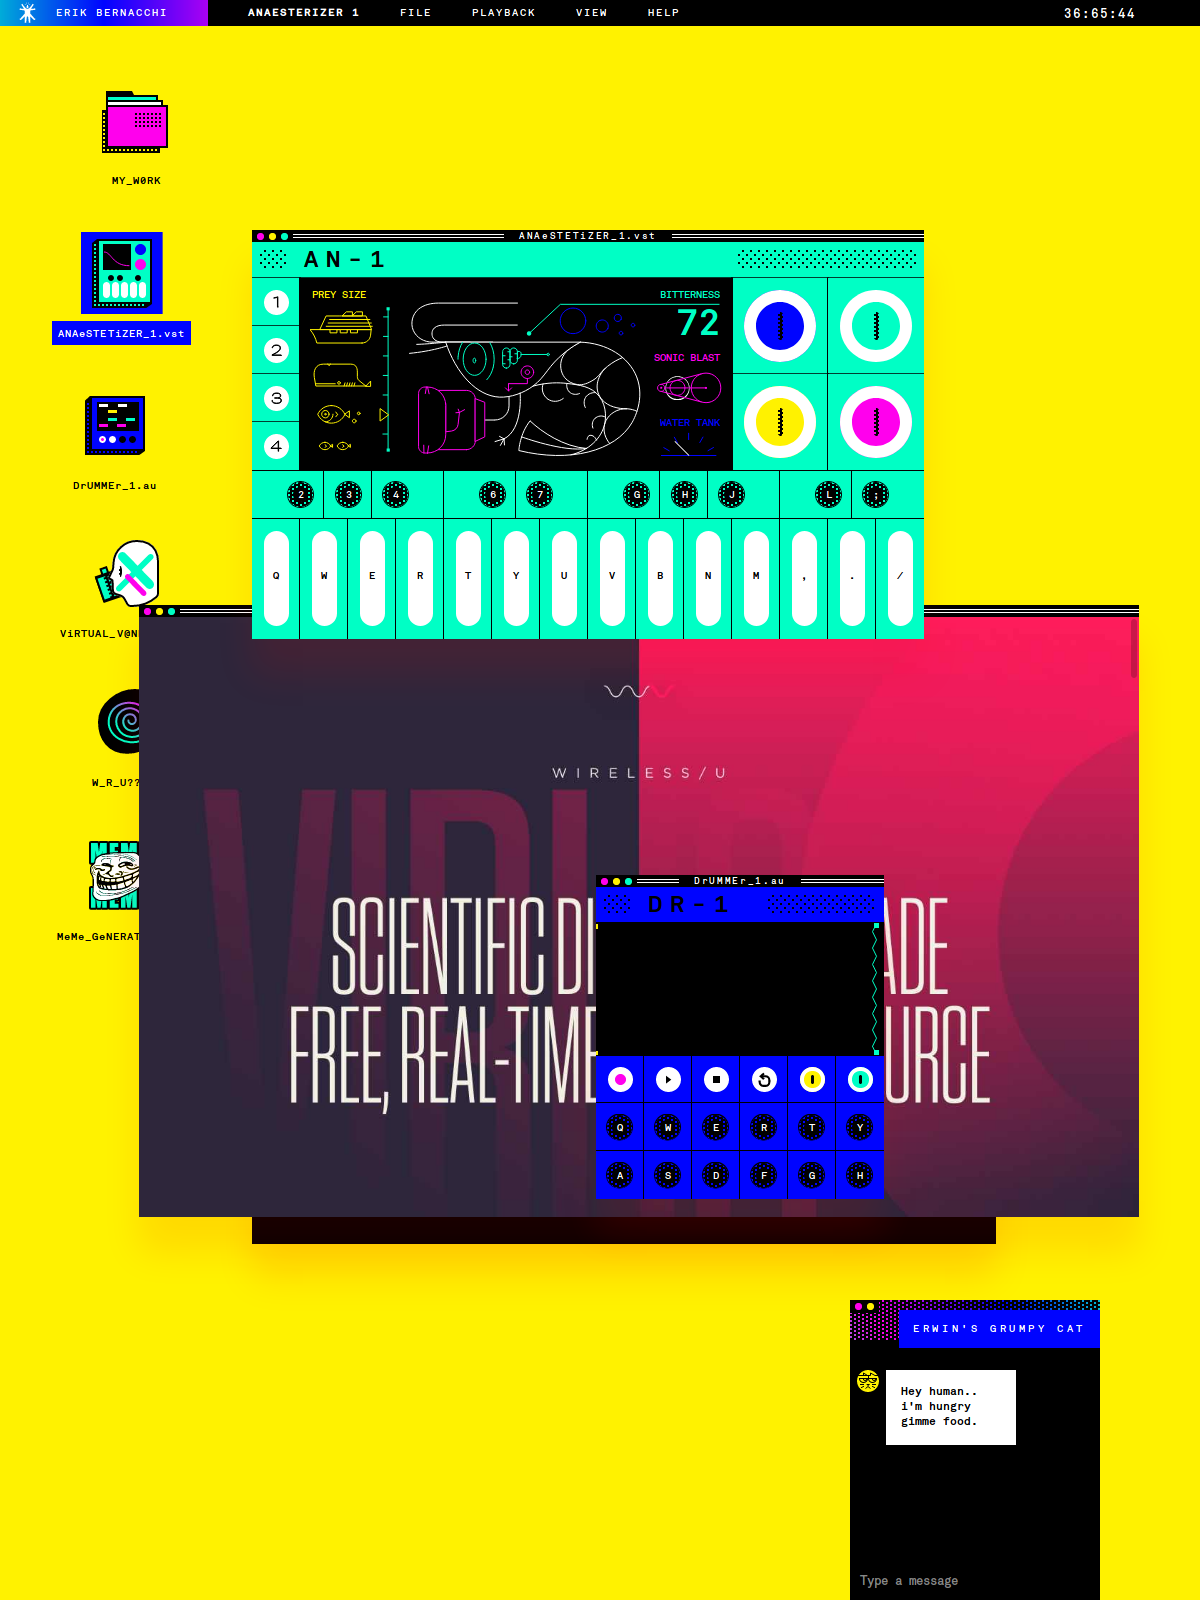 ERIK BERNACCHI
ANAESTERIZER 1
FILE
PLAYBACK
VIEW
HELP
36:65:44
MY_W0RK
ANAeSTETiZER_1.vst
DrUMMEr_1.au
ViRTUAL_V@N
W_R_U??
MEM
MEM
MeMe_GeNERAT
ANAeSTETiZER_1.vst
AN-1
1
2
3
4
PREY SIZE
BITTERNESS
72
SONIC BLAST
WATER TANK
2 3 4 6 7 G H J L ;
Q W E R T Y U V B N M , . /
WIRELESS/U
SCIENTIFIC DI
ADE
FREE, REAL-TIME
URCE
DrUMMEr_1.au
DR-1
Q W E R T Y
A S D F G H
ERWIN'S GRUMPY CAT
Hey human..
i'm hungry
gimme food.
Type a message